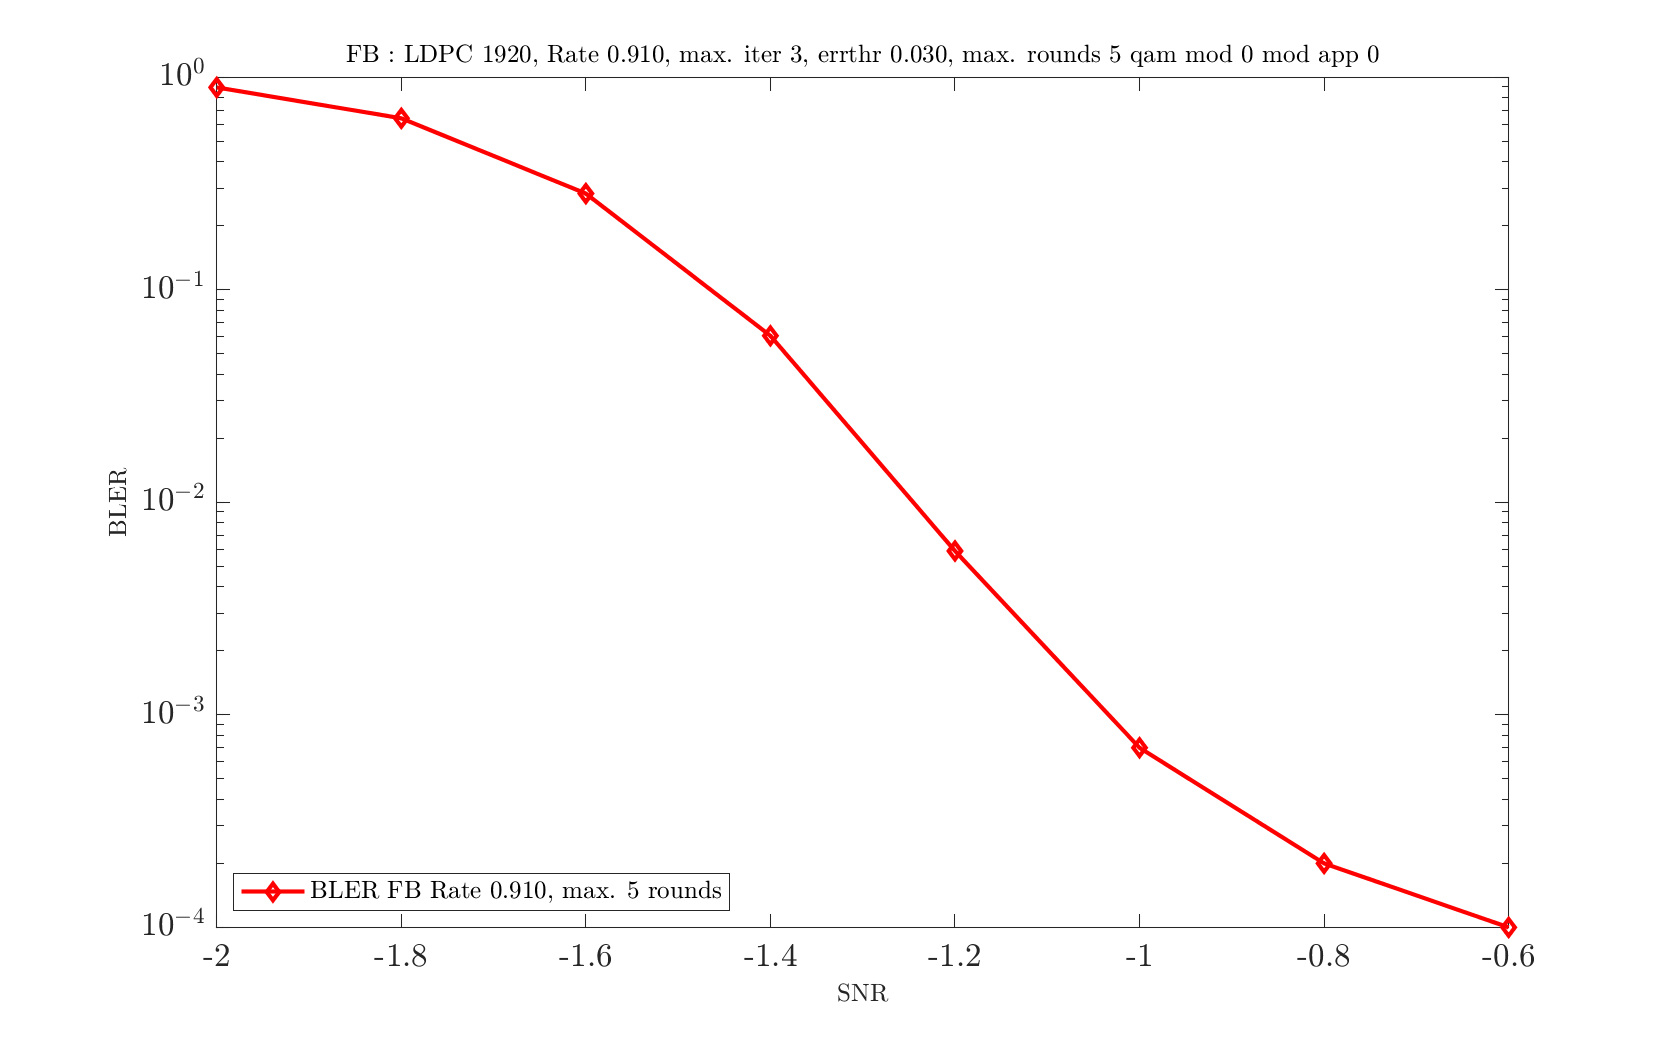 FB : LDPC 1920, Rate 0.910, max. iter 3, errthr 0.030, max. rounds 5 qam mod 0 mod app 0
10^0
10^-1
10^-2
10^-3
10^-4
BLER
BLER FB Rate 0.910, max. 5 rounds
-2 -1.8 -1.6 -1.4 -1.2 -1 -0.8 -0.6
SNR